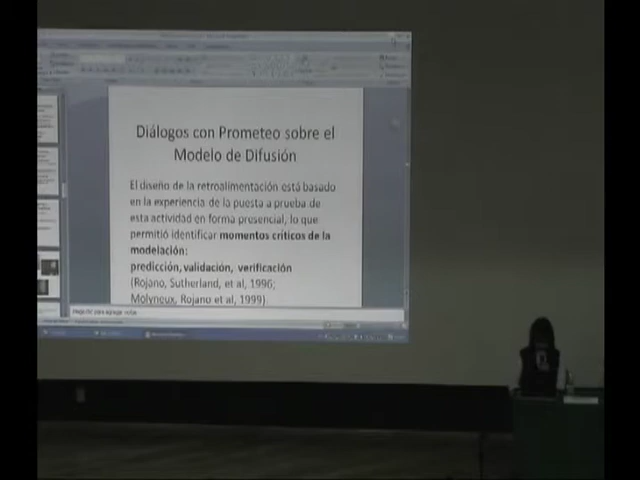 Diálogos con Prometeo sobre el
Modelo de Difusión
El diseño de la retroalimentación está basado
en la experiencia de la puesta a prueba de
esta actividad en forma presencial, lo que
permitió identificar momentos críticos de la
modelación:
predicción, validación, verificación
(Rojano, Sutherland, et al, 1996;
Molyneux, Rojano et al, 1999)